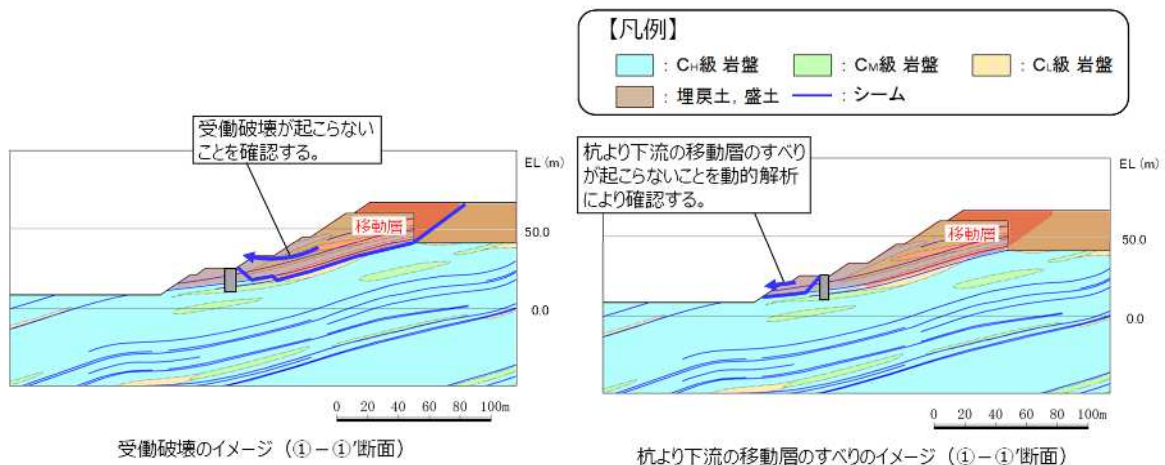 【凡例】
：CH級 岩盤 ：CM級 岩盤 ：CL級 岩盤
：埋戻土，盛土 ：シーム
受働破壊が起こらない
ことを確認する。
EL (m)
移動層
50.0
0.0
0 20 40 60 80 100m
受働破壊のイメージ（①－①'断面）
杭より下流の移動層のすべり
が起こらないことを動的解析
により確認する。
EL (m)
移動層
50.0
0.0
0 20 40 60 80 100m
杭より下流の移動層のすべりのイメージ（①－①'断面）